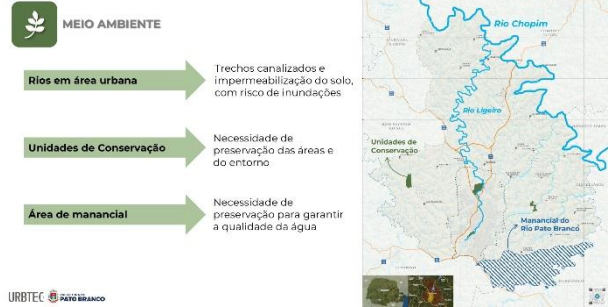 MEIO AMBIENTE
Rios em área urbana
Trechos canalizados e
impermeabilização do solo,
com risco de inundações
Unidades de Conservação
Necessidade de
preservação das áreas e
do entorno
Área de manancial
Necessidade de
preservação para garantir
a qualidade da água
Rio Chopim
Rio Ligeiro
Unidades de
Conservação
Manancial do
Rio Pato Branco
URBTEC
PATO BRANCO